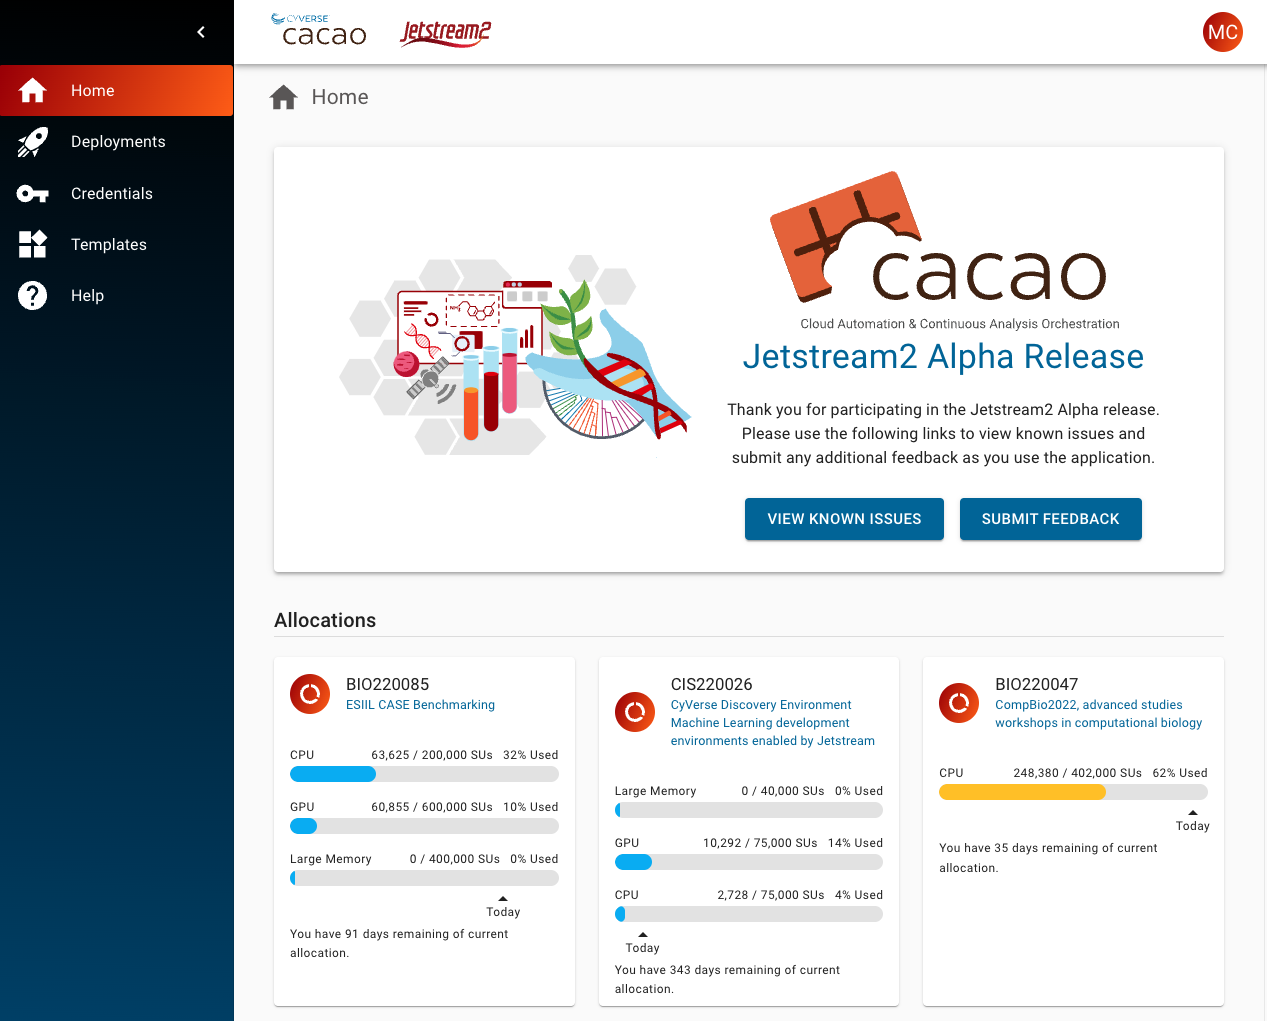 CYVERSE
cacao
Jetstream2
MC
Home
Deployments
Credentials
Templates
Help
Home
cacao
Cloud Automation & Continuous Analysis Orchestration
Jetstream2 Alpha Release
Thank you for participating in the Jetstream2 Alpha release.
Please use the following links to view known issues and
submit any additional feedback as you use the application.
VIEW KNOWN ISSUES
SUBMIT FEEDBACK
Allocations
BIO220085
ESIIL CASE Benchmarking
CPU 63,625 / 200,000 SUs 32% Used
GPU 60,855 / 600,000 SUs 10% Used
Large Memory 0 / 400,000 SUs 0% Used
Today
You have 91 days remaining of current
allocation.
CIS220026
CyVerse Discovery Environment
Machine Learning development
environments enabled by Jetstream
Large Memory 0 / 40,000 SUs 0% Used
GPU 10,292 / 75,000 SUs 14% Used
CPU 2,728 / 75,000 SUs 4% Used
Today
You have 343 days remaining of current
allocation.
BIO220047
CompBio2022, advanced studies
workshops in computational biology
CPU 248,380 / 402,000 SUs 62% Used
Today
You have 35 days remaining of current
allocation.